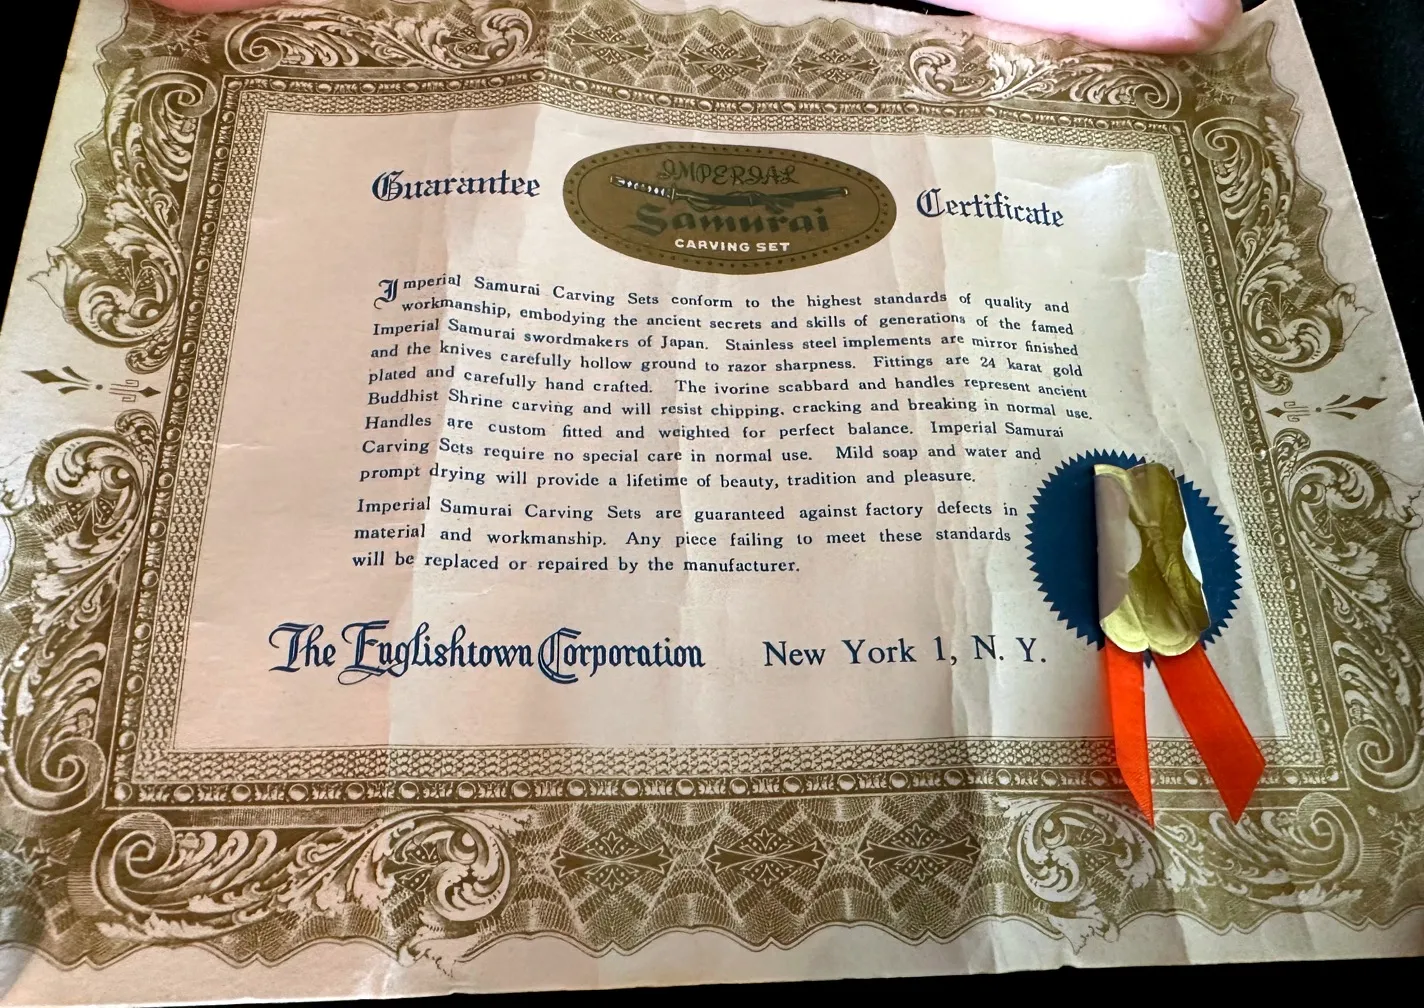 Guarantee
IMPERIAL
Samurai
CARVING SET
Certificate
Imperial Samurai Carving Sets conform to the highest standards of quality and
workmanship, embodying the ancient secrets and skills of generations of the famed
Imperial Samurai swordmakers of Japan. Stainless steel implements are mirror finished
and the knives carefully hollow ground to razor sharpness. Fittings are 24 karat gold
plated and carefully hand crafted. The ivorine scabbard and handles represent ancient
Buddhist Shrine carving and will resist chipping, cracking and breaking in normal use.
Handles are custom fitted and weighted for perfect balance. Imperial Samurai
Carving Sets require no special care in normal use. Mild soap and water and
prompt drying will provide a lifetime of beauty, tradition and pleasure.
Imperial Samurai Carving Sets are guaranteed against factory defects in
material and workmanship. Any piece failing to meet these standards
will be replaced or repaired by the manufacturer.
The Englishtown Corporation New York 1, N. Y.